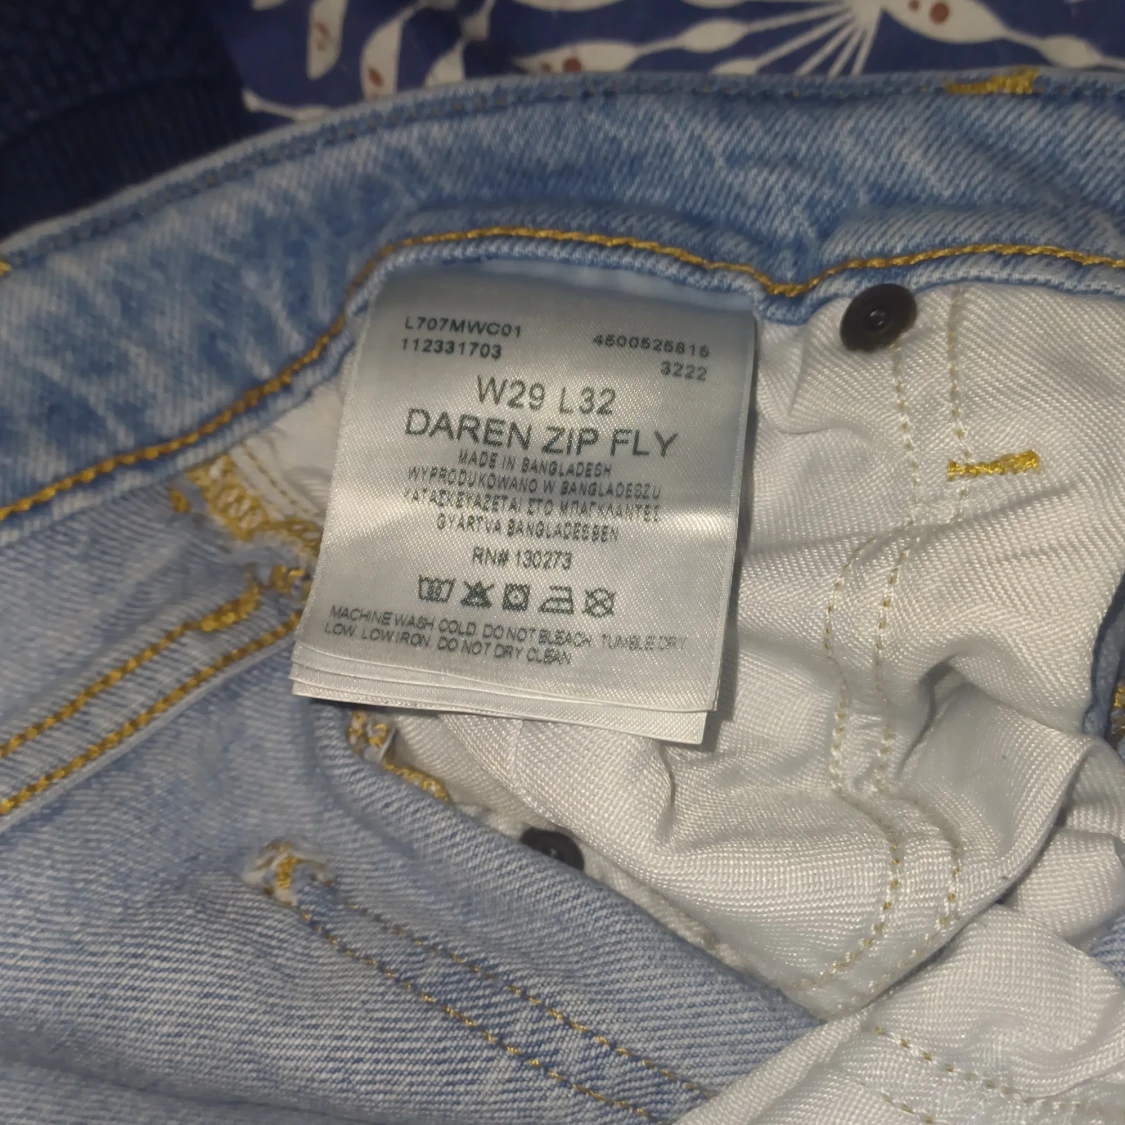 L707MWC01 4500525815
112331703 3222
W29 L32
DAREN ZIP FLY
MADE IN BANGLADESH
WYPRODUKOWANO W BANGLADESZU
ΚΑΤΑΣΚΕΥΑΖΕΤΑΙ ΣΤΟ ΜΠΑΓΚΛΑΝΤΕΣ
GYÁRTVA BANGLADESBEN
RN# 130273
MACHINE WASH COLD. DO NOT BLEACH. TUMBLE DRY
LOW. LOW IRON. DO NOT DRY CLEAN